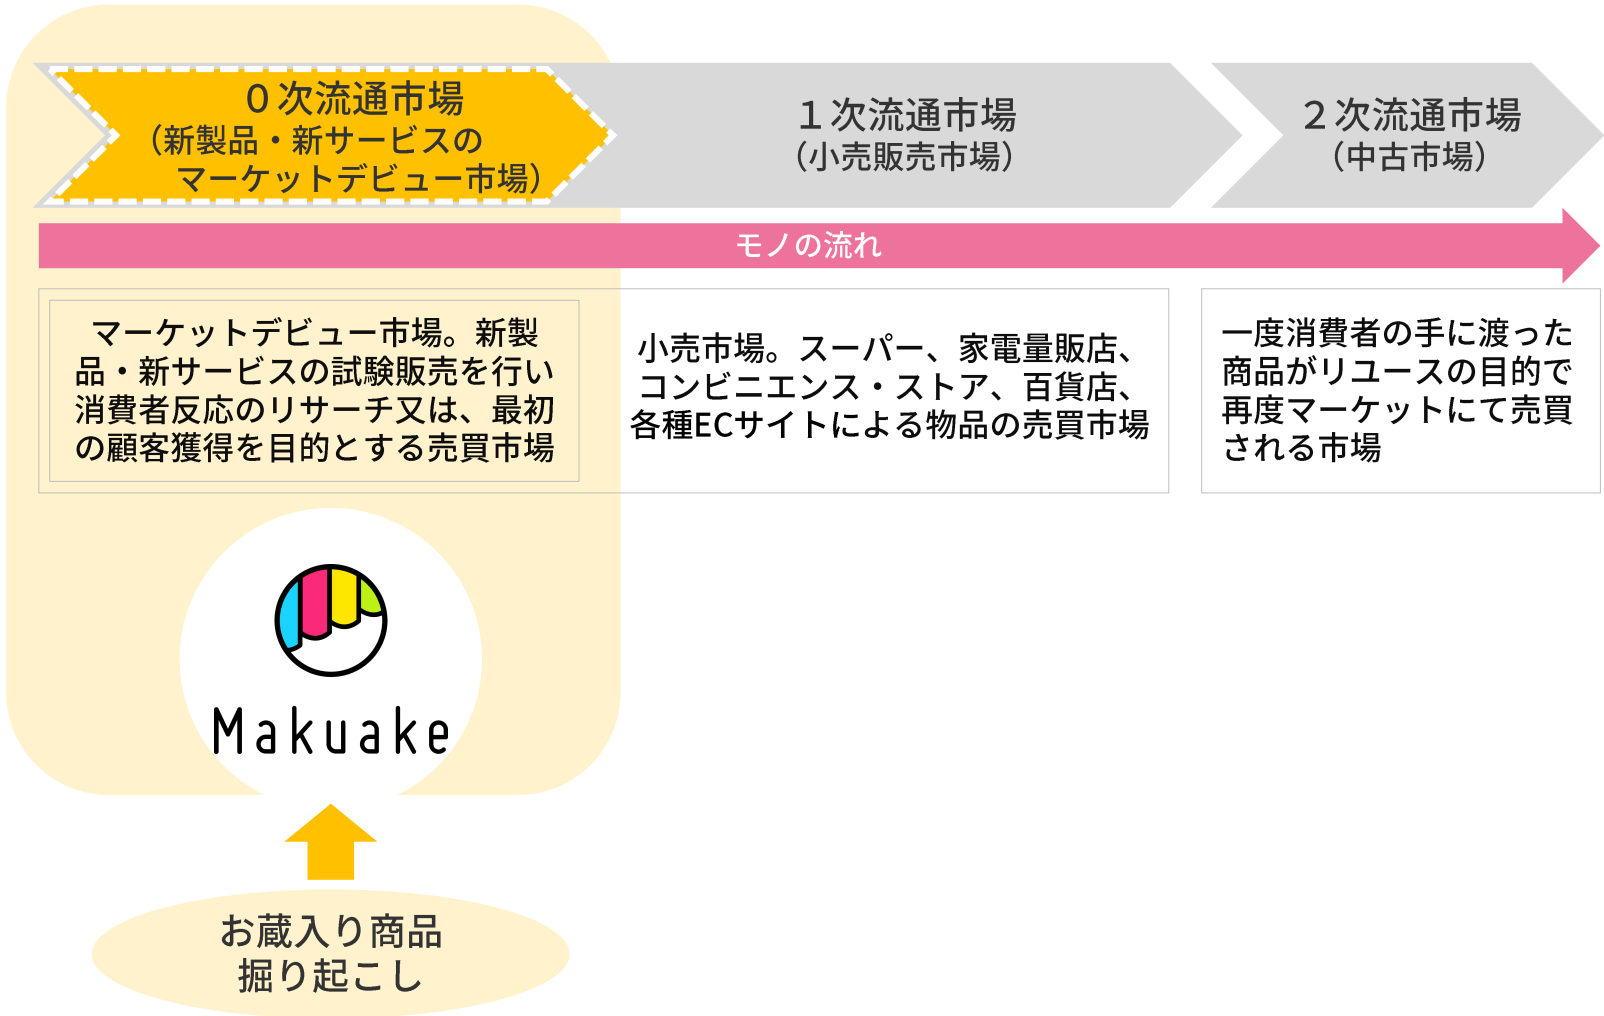 ０次流通市場
（新製品・新サービスの
マーケットデビュー市場）
１次流通市場
（小売販売市場）
２次流通市場
（中古市場）
モノの流れ
マーケットデビュー市場。新製
品・新サービスの試験販売を行い
消費者反応のリサーチ又は、最初
の顧客獲得を目的とする売買市場
小売市場。スーパー、家電量販店、
コンビニエンス・ストア、百貨店、
各種ECサイトによる物品の売買市場
一度消費者の手に渡った
商品がリユースの目的で
再度マーケットにて売買
される市場
Makuake
お蔵入り商品
掘り起こし